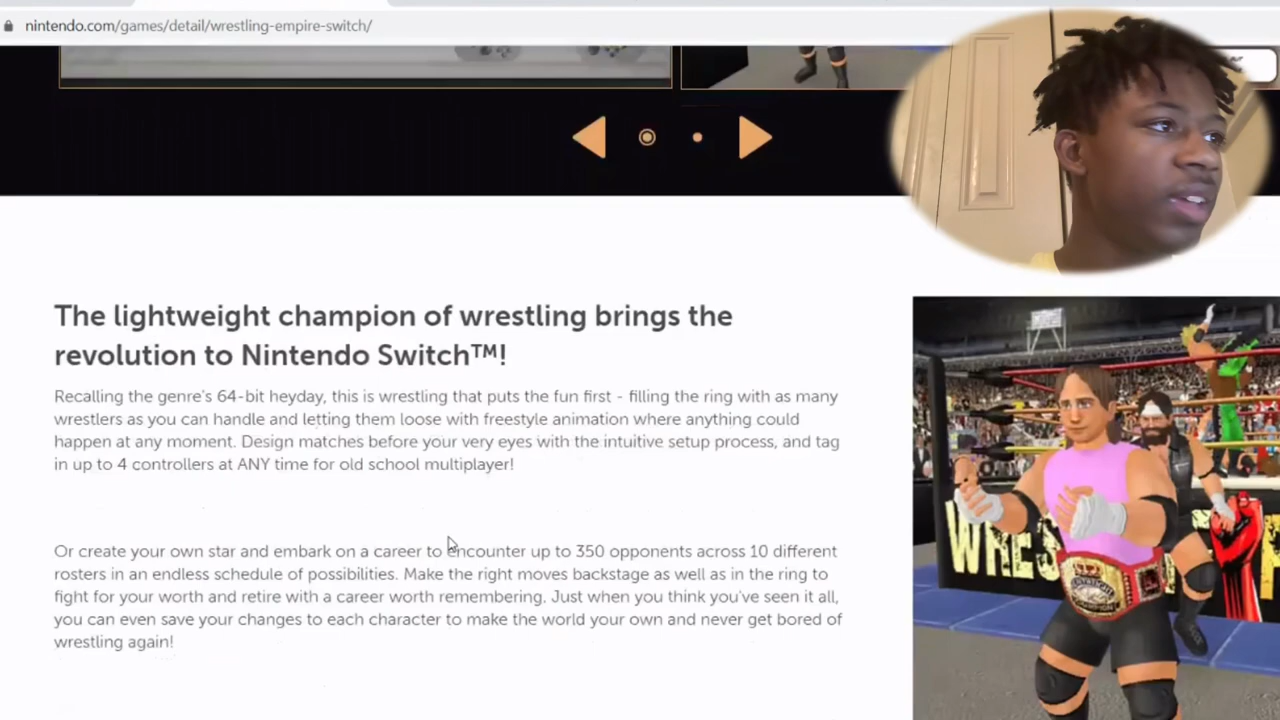 nintendo.com/games/detail/wrestling-empire-switch/
The lightweight champion of wrestling brings the
revolution to Nintendo Switch™!
Recalling the genre's 64-bit heyday, this is wrestling that puts the fun first - filling the ring with as many
wrestlers as you can handle and letting them loose with freestyle animation where anything could
happen at any moment. Design matches before your very eyes with the intuitive setup process, and tag
in up to 4 controllers at ANY time for old school multiplayer!
Or create your own star and embark on a career to encounter up to 350 opponents across 10 different
rosters in an endless schedule of possibilities. Make the right moves backstage as well as in the ring to
fight for your worth and retire with a career worth remembering. Just when you think you've seen it all,
you can even save your changes to each character to make the world your own and never get bored of
wrestling again!